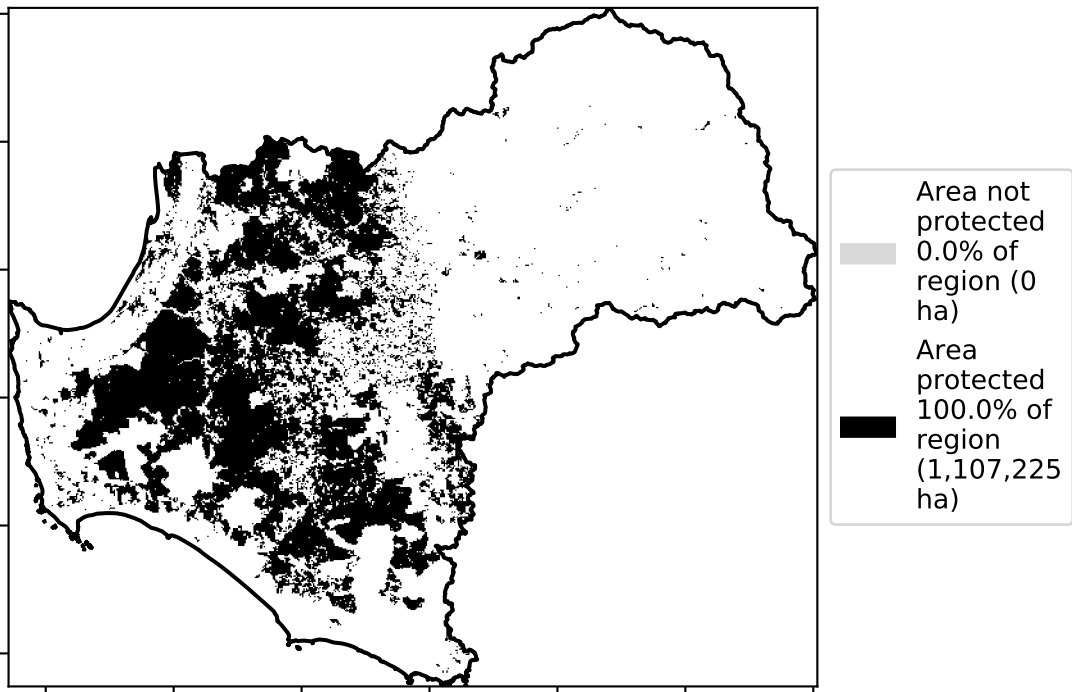 Area not
protected
0.0% of
region (0
ha)
Area
protected
100.0% of
region
(1,107,225
ha)